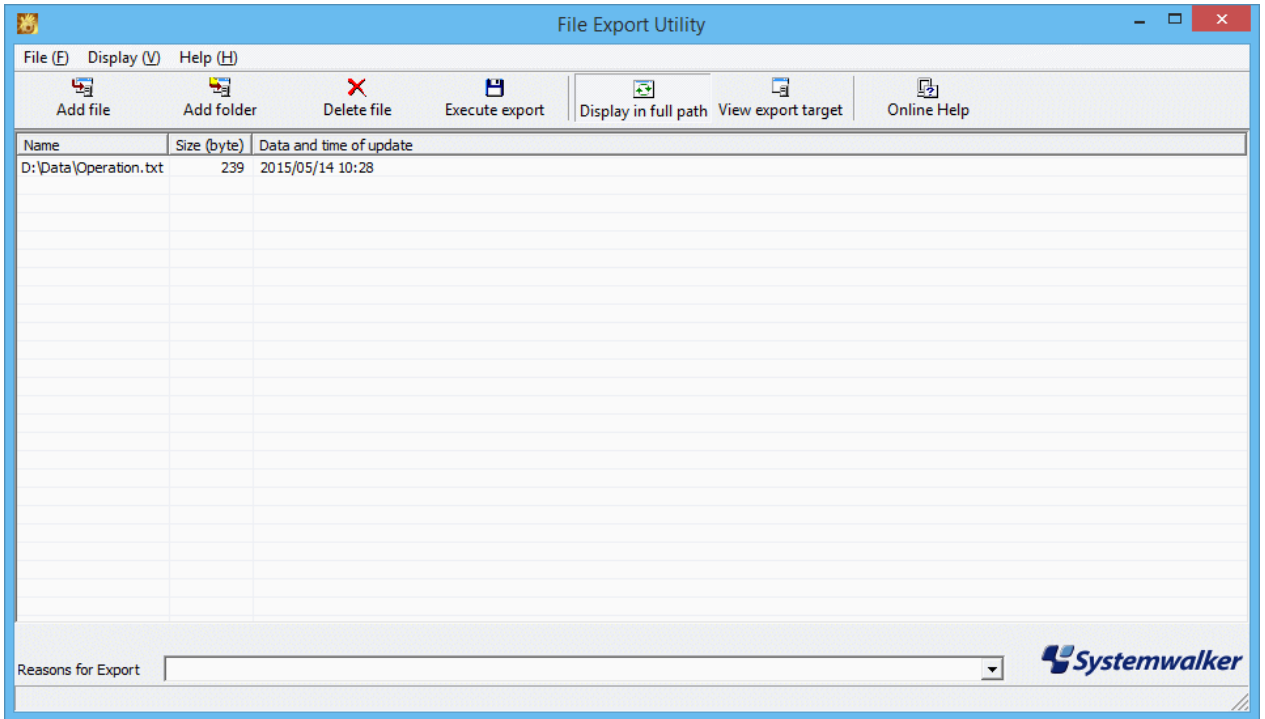 File Export Utility
File (F) Display (V) Help (H)
Add file Add folder Delete file Execute export Display in full path View export target Online Help
Name Size (byte) Data and time of update
D:\Data\Operation.txt 239 2015/05/14 10:28
Systemwalker
Reasons for Export